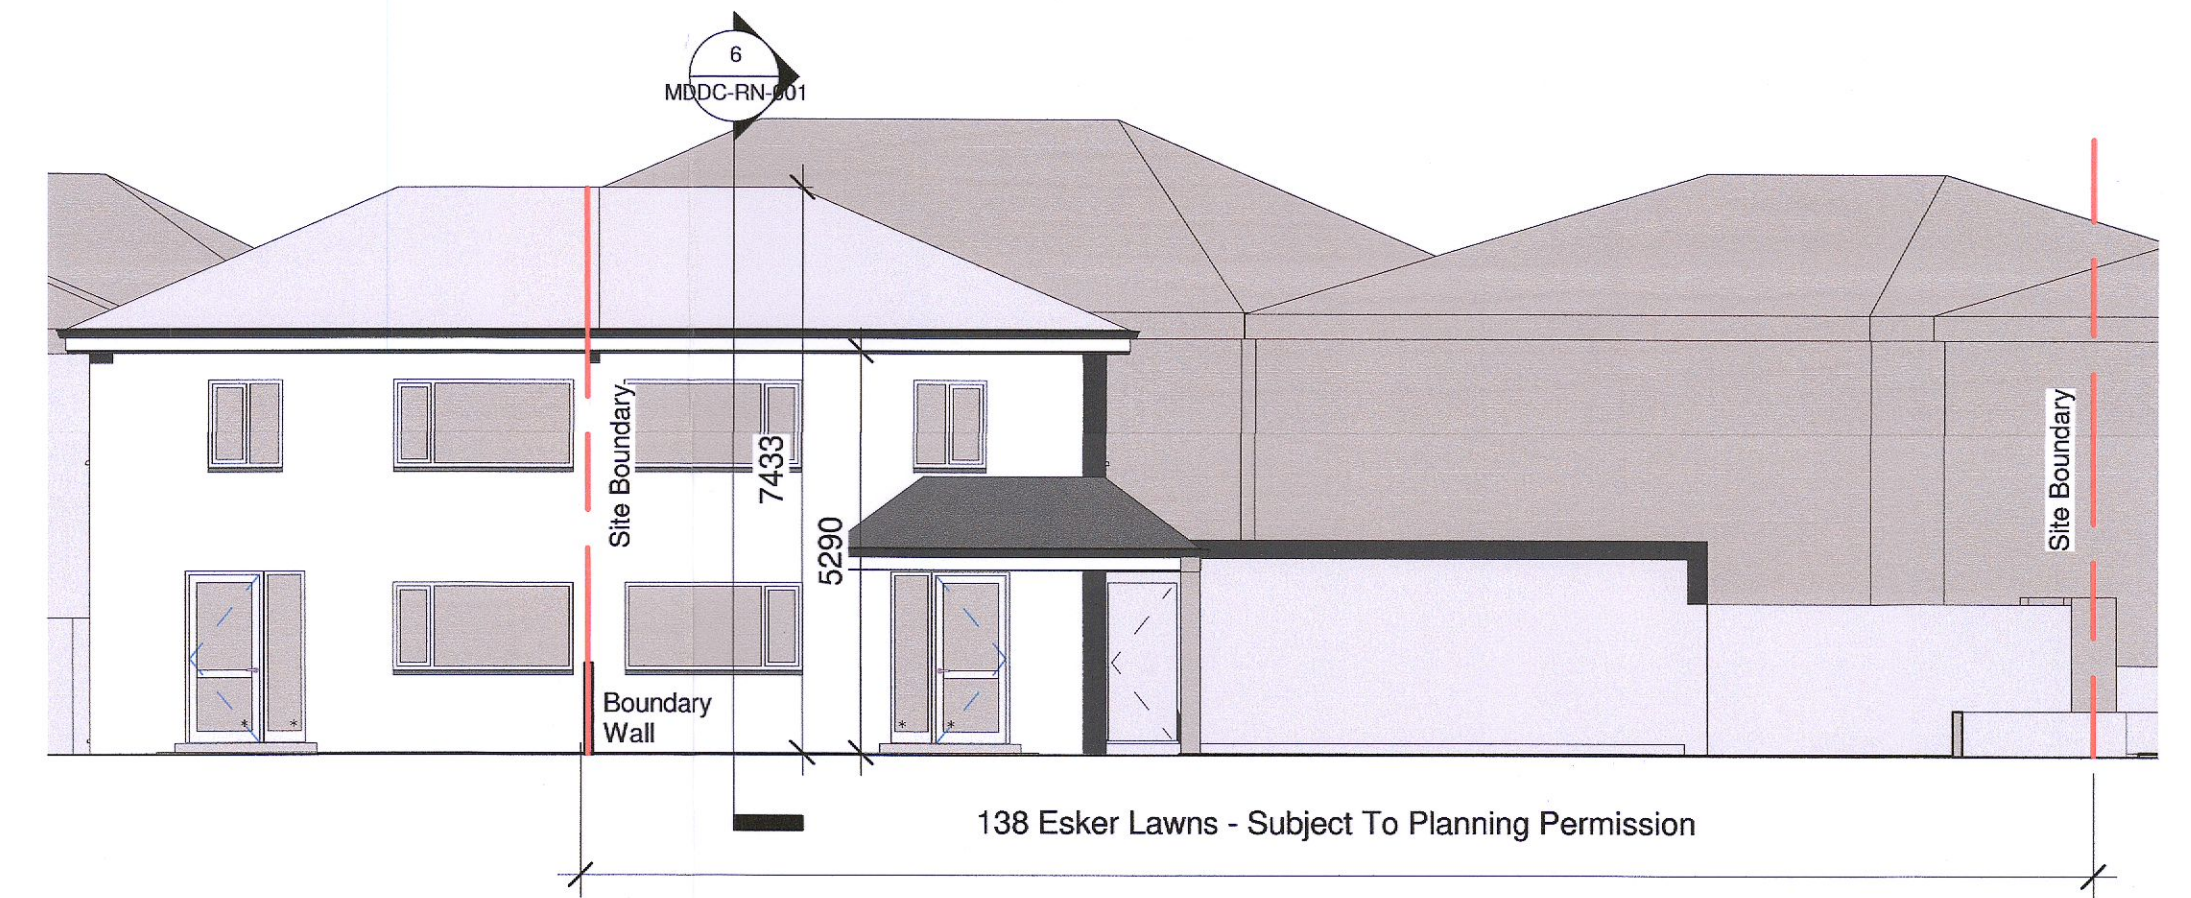 6
MDDC-RN-001
Site Boundary
7433
5290
Site Boundary
Boundary
Wall
* * * *
138 Esker Lawns - Subject To Planning Permission